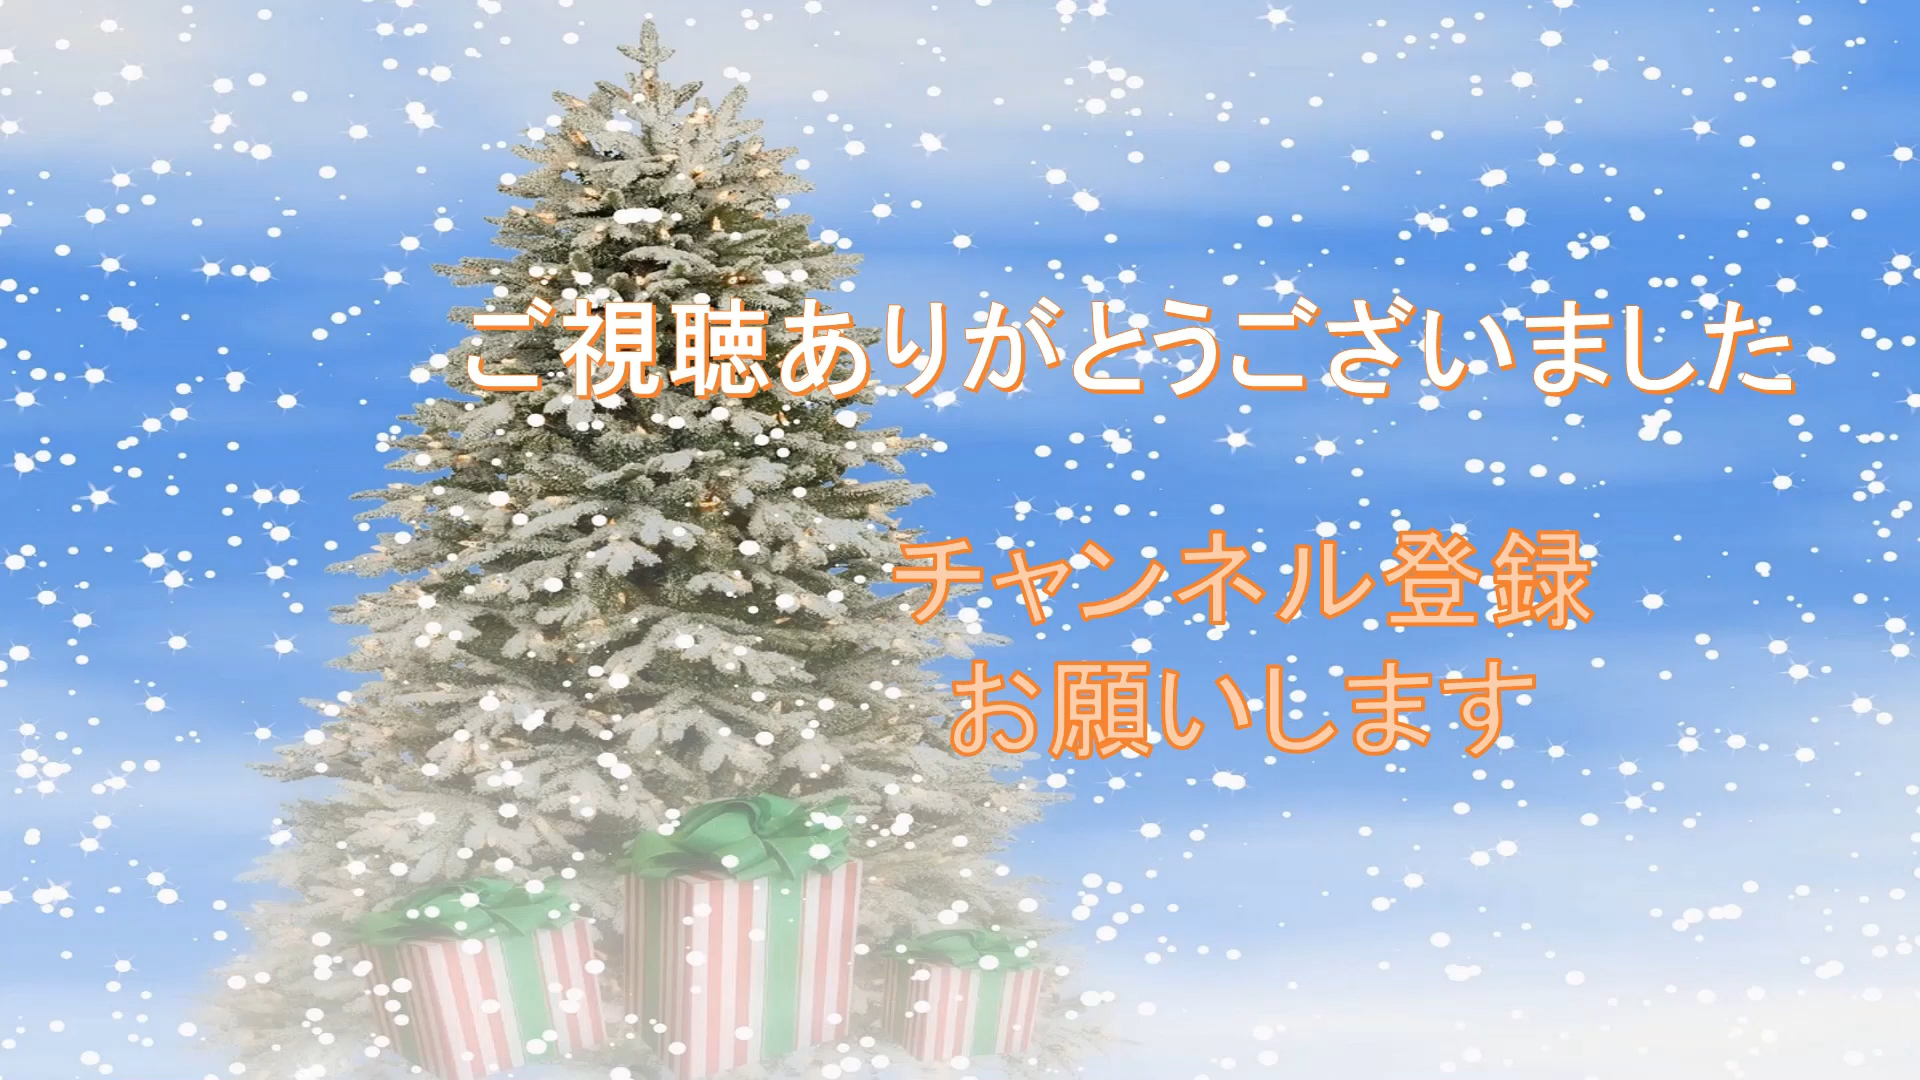 ご視聴ありがとうございました
チャンネル登録
お願いします